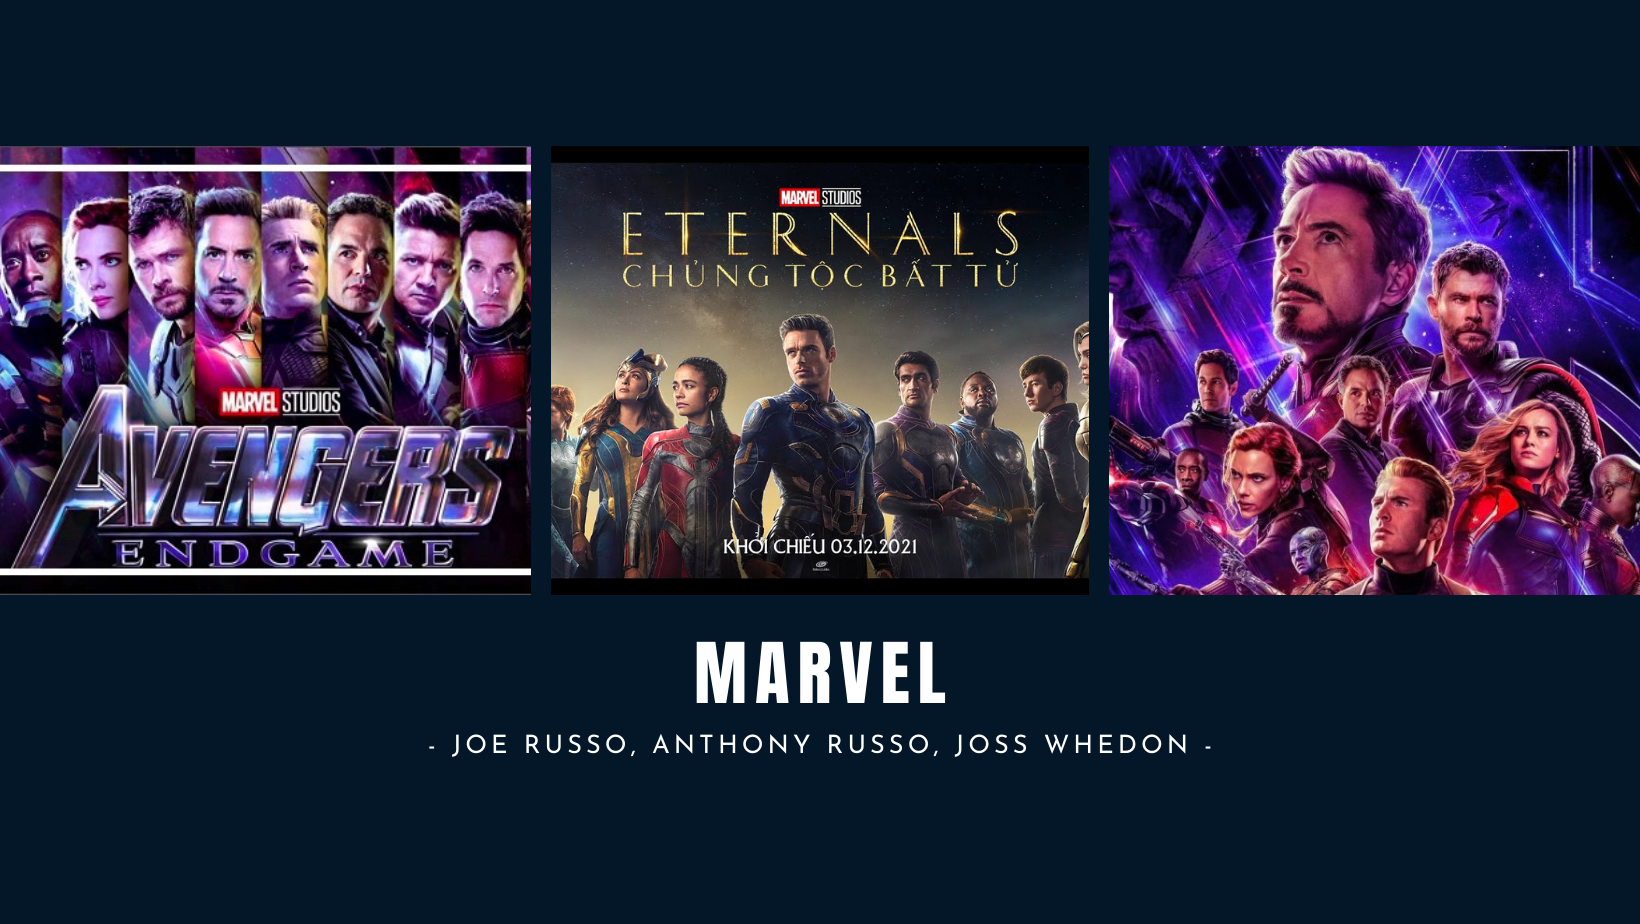 MARVEL STUDIOS
AVENGERS
ENDGAME
MARVEL STUDIOS
ETERNALS
CHỦNG TỘC BẤT TỬ
KHỞI CHIẾU 03.12.2021
MARVEL
- JOE RUSSO, ANTHONY RUSSO, JOSS WHEDON -